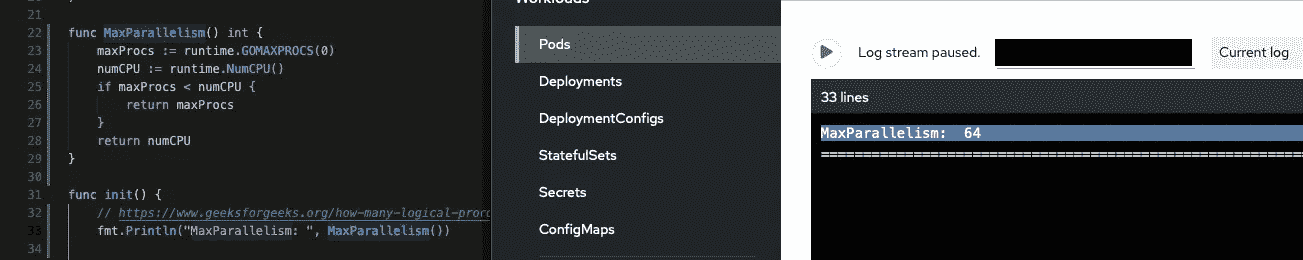 21
22 func MaxParallelism() int {
23 maxProcs := runtime.GOMAXPROCS(0)
24 numCPU := runtime.NumCPU()
25 if maxProcs < numCPU {
26 return maxProcs
27 }
28 return numCPU
29 }
30
31 func init() {
32 // https://www.geeksforgeeks.org/how-many-logical-proc
33 fmt.Println("MaxParallelism: ", MaxParallelism())
34
Pods
Deployments
DeploymentConfigs
StatefulSets
Secrets
ConfigMaps
Log stream paused.
Current log
33 lines
MaxParallelism: 64